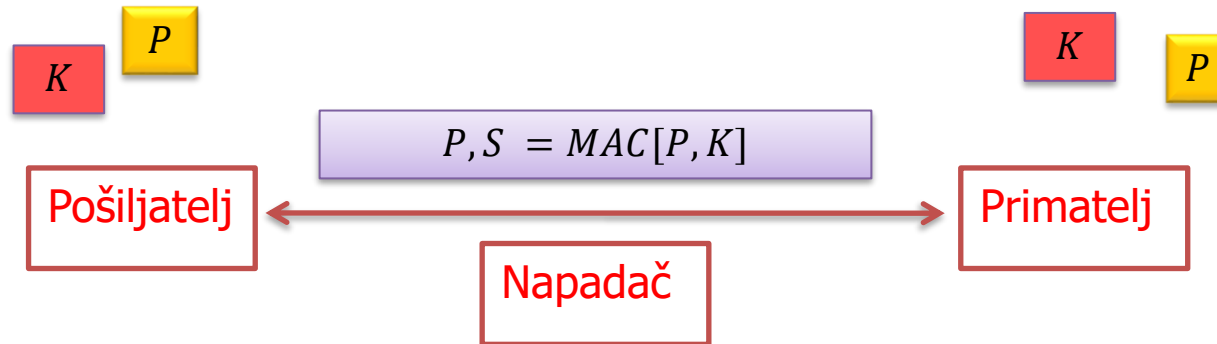 P
K
K
P
P, S = MAC[P, K]
Pošiljatelj
Primatelj
Napadač